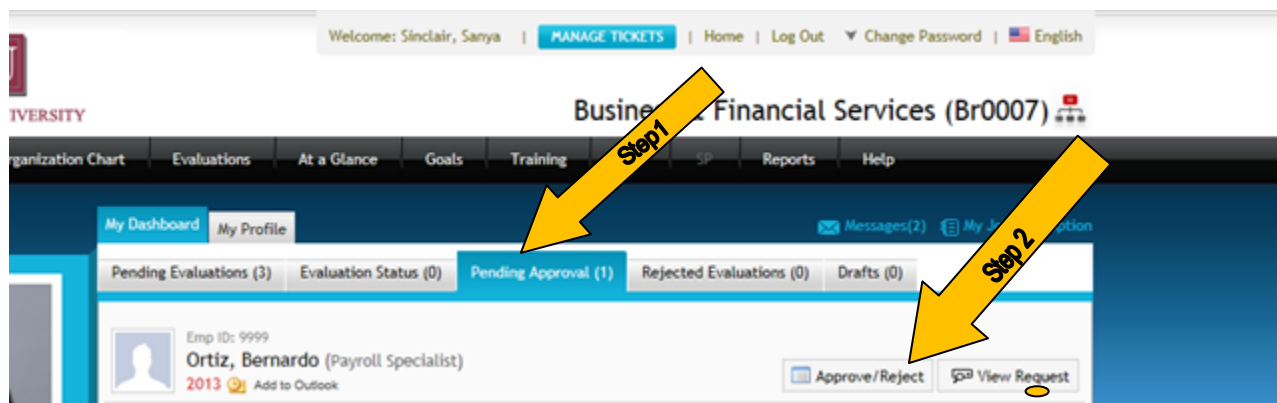 Welcome: Sinclair, Sanya | MANAGE TICKETS | Home | Log Out Change Password | English
Financial Services (Br0007)
Chart Evaluations At a Glance Goals Training SP Reports Help
Step1
My Dashboard My Profile Messages(2) My
Step 2
Pending Evaluations (3) Evaluation Status (0) Pending Approval (1) Rejected Evaluations (0) Drafts (0)
Emp ID: 9999
Ortiz, Bernardo (Payroll Specialist)
2013 Add to Outlook
Approve/Reject View Request